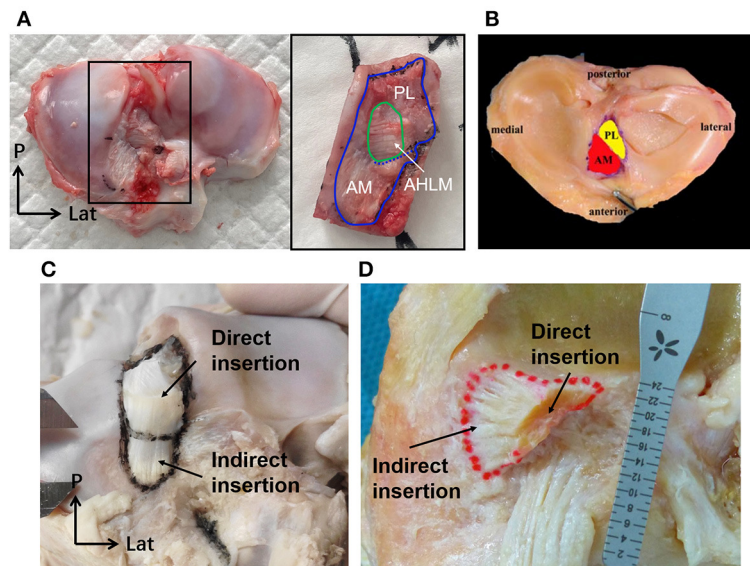 A
PL
AM
AHLM
P
Lat
B
posterior
medial
lateral
PL
AM
anterior
C
Direct
insertion
Indirect
insertion
P
Lat
D
Direct
insertion
Indirect
insertion
8
24
22
20
18
16
14
12
10
8
6
4
2